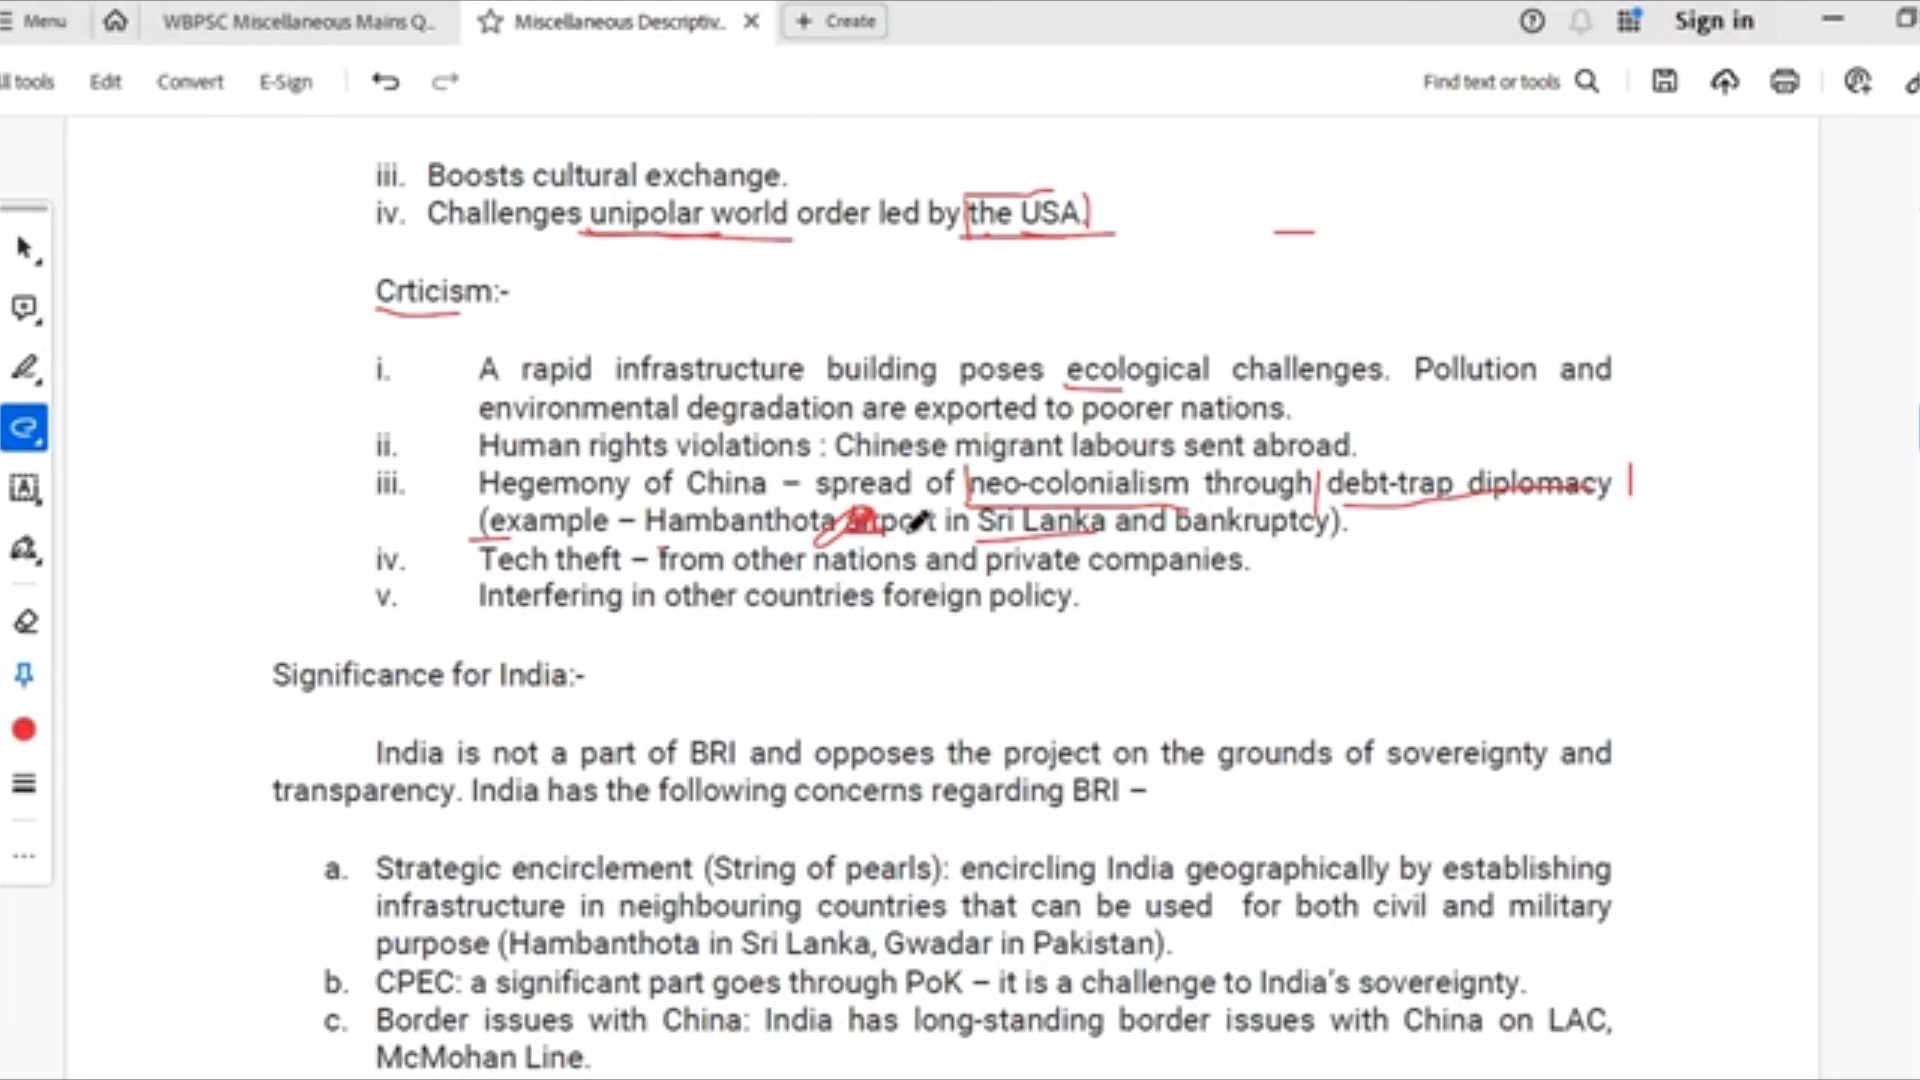 Menu
WBPSC Miscellaneous Mains Q...
Miscellaneous Descriptiv...
Create
Sign in
ll tools
Edit
Convert
E-Sign
Find text or tools
iii. Boosts cultural exchange.
iv. Challenges unipolar world order led by the USA.
Crticism:-
i. A rapid infrastructure building poses ecological challenges. Pollution and
environmental degradation are exported to poorer nations.
ii. Human rights violations : Chinese migrant labours sent abroad.
iii. Hegemony of China – spread of neo-colonialism through debt-trap diplomacy
(example – Hambanthota in Sri Lanka and bankruptcy).
iv. Tech theft – from other nations and private companies.
v. Interfering in other countries foreign policy.
Significance for India:-
India is not a part of BRI and opposes the project on the grounds of sovereignty and
transparency. India has the following concerns regarding BRI –
a. Strategic encirclement (String of pearls): encircling India geographically by establishing
infrastructure in neighbouring countries that can be used for both civil and military
purpose (Hambanthota in Sri Lanka, Gwadar in Pakistan).
b. CPEC: a significant part goes through PoK – it is a challenge to India's sovereignty.
c. Border issues with China: India has long-standing border issues with China on LAC,
McMohan Line.